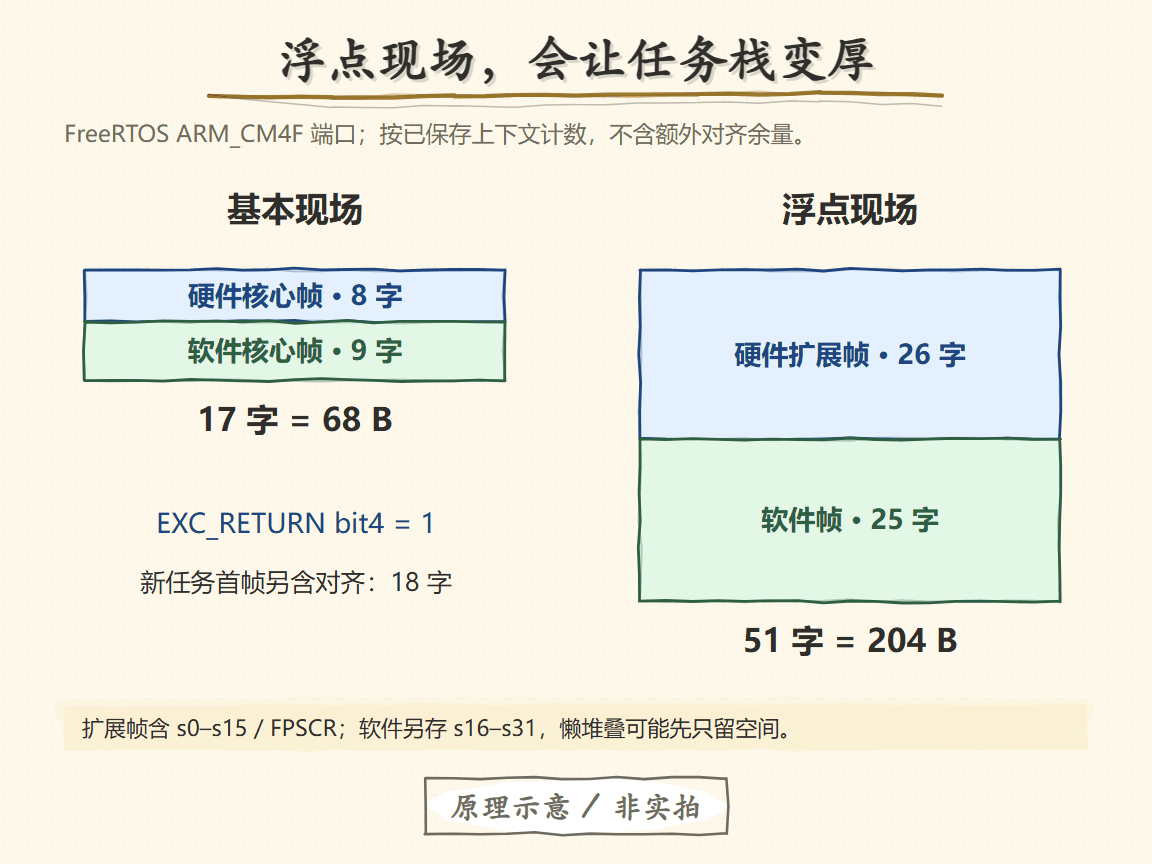 浮点现场，会让任务栈变厚
FreeRTOS ARM_CM4F 端口；按已保存上下文计数，不含额外对齐余量。
基本现场
硬件核心帧 • 8 字
软件核心帧 • 9 字
17 字 = 68 B
EXC_RETURN bit4 = 1
新任务首帧另含对齐：18 字
浮点现场
硬件扩展帧 • 26 字
软件帧 • 25 字
51 字 = 204 B
扩展帧含 s0–s15 / FPSCR；软件另存 s16–s31，懒堆叠可能先只留空间。
原理示意 / 非实拍